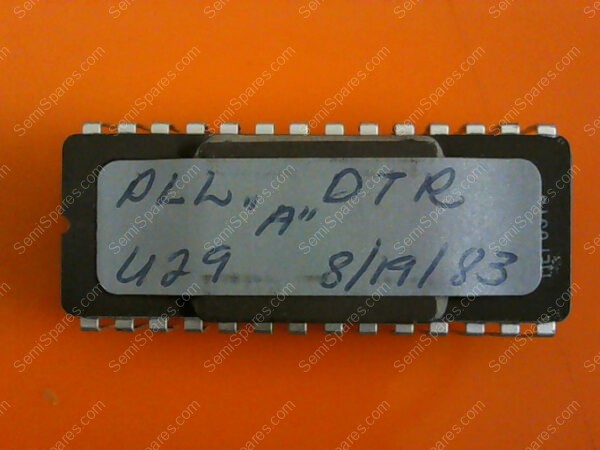 PLL "A" DTR
U29 8/19/83
SemiSpares.com